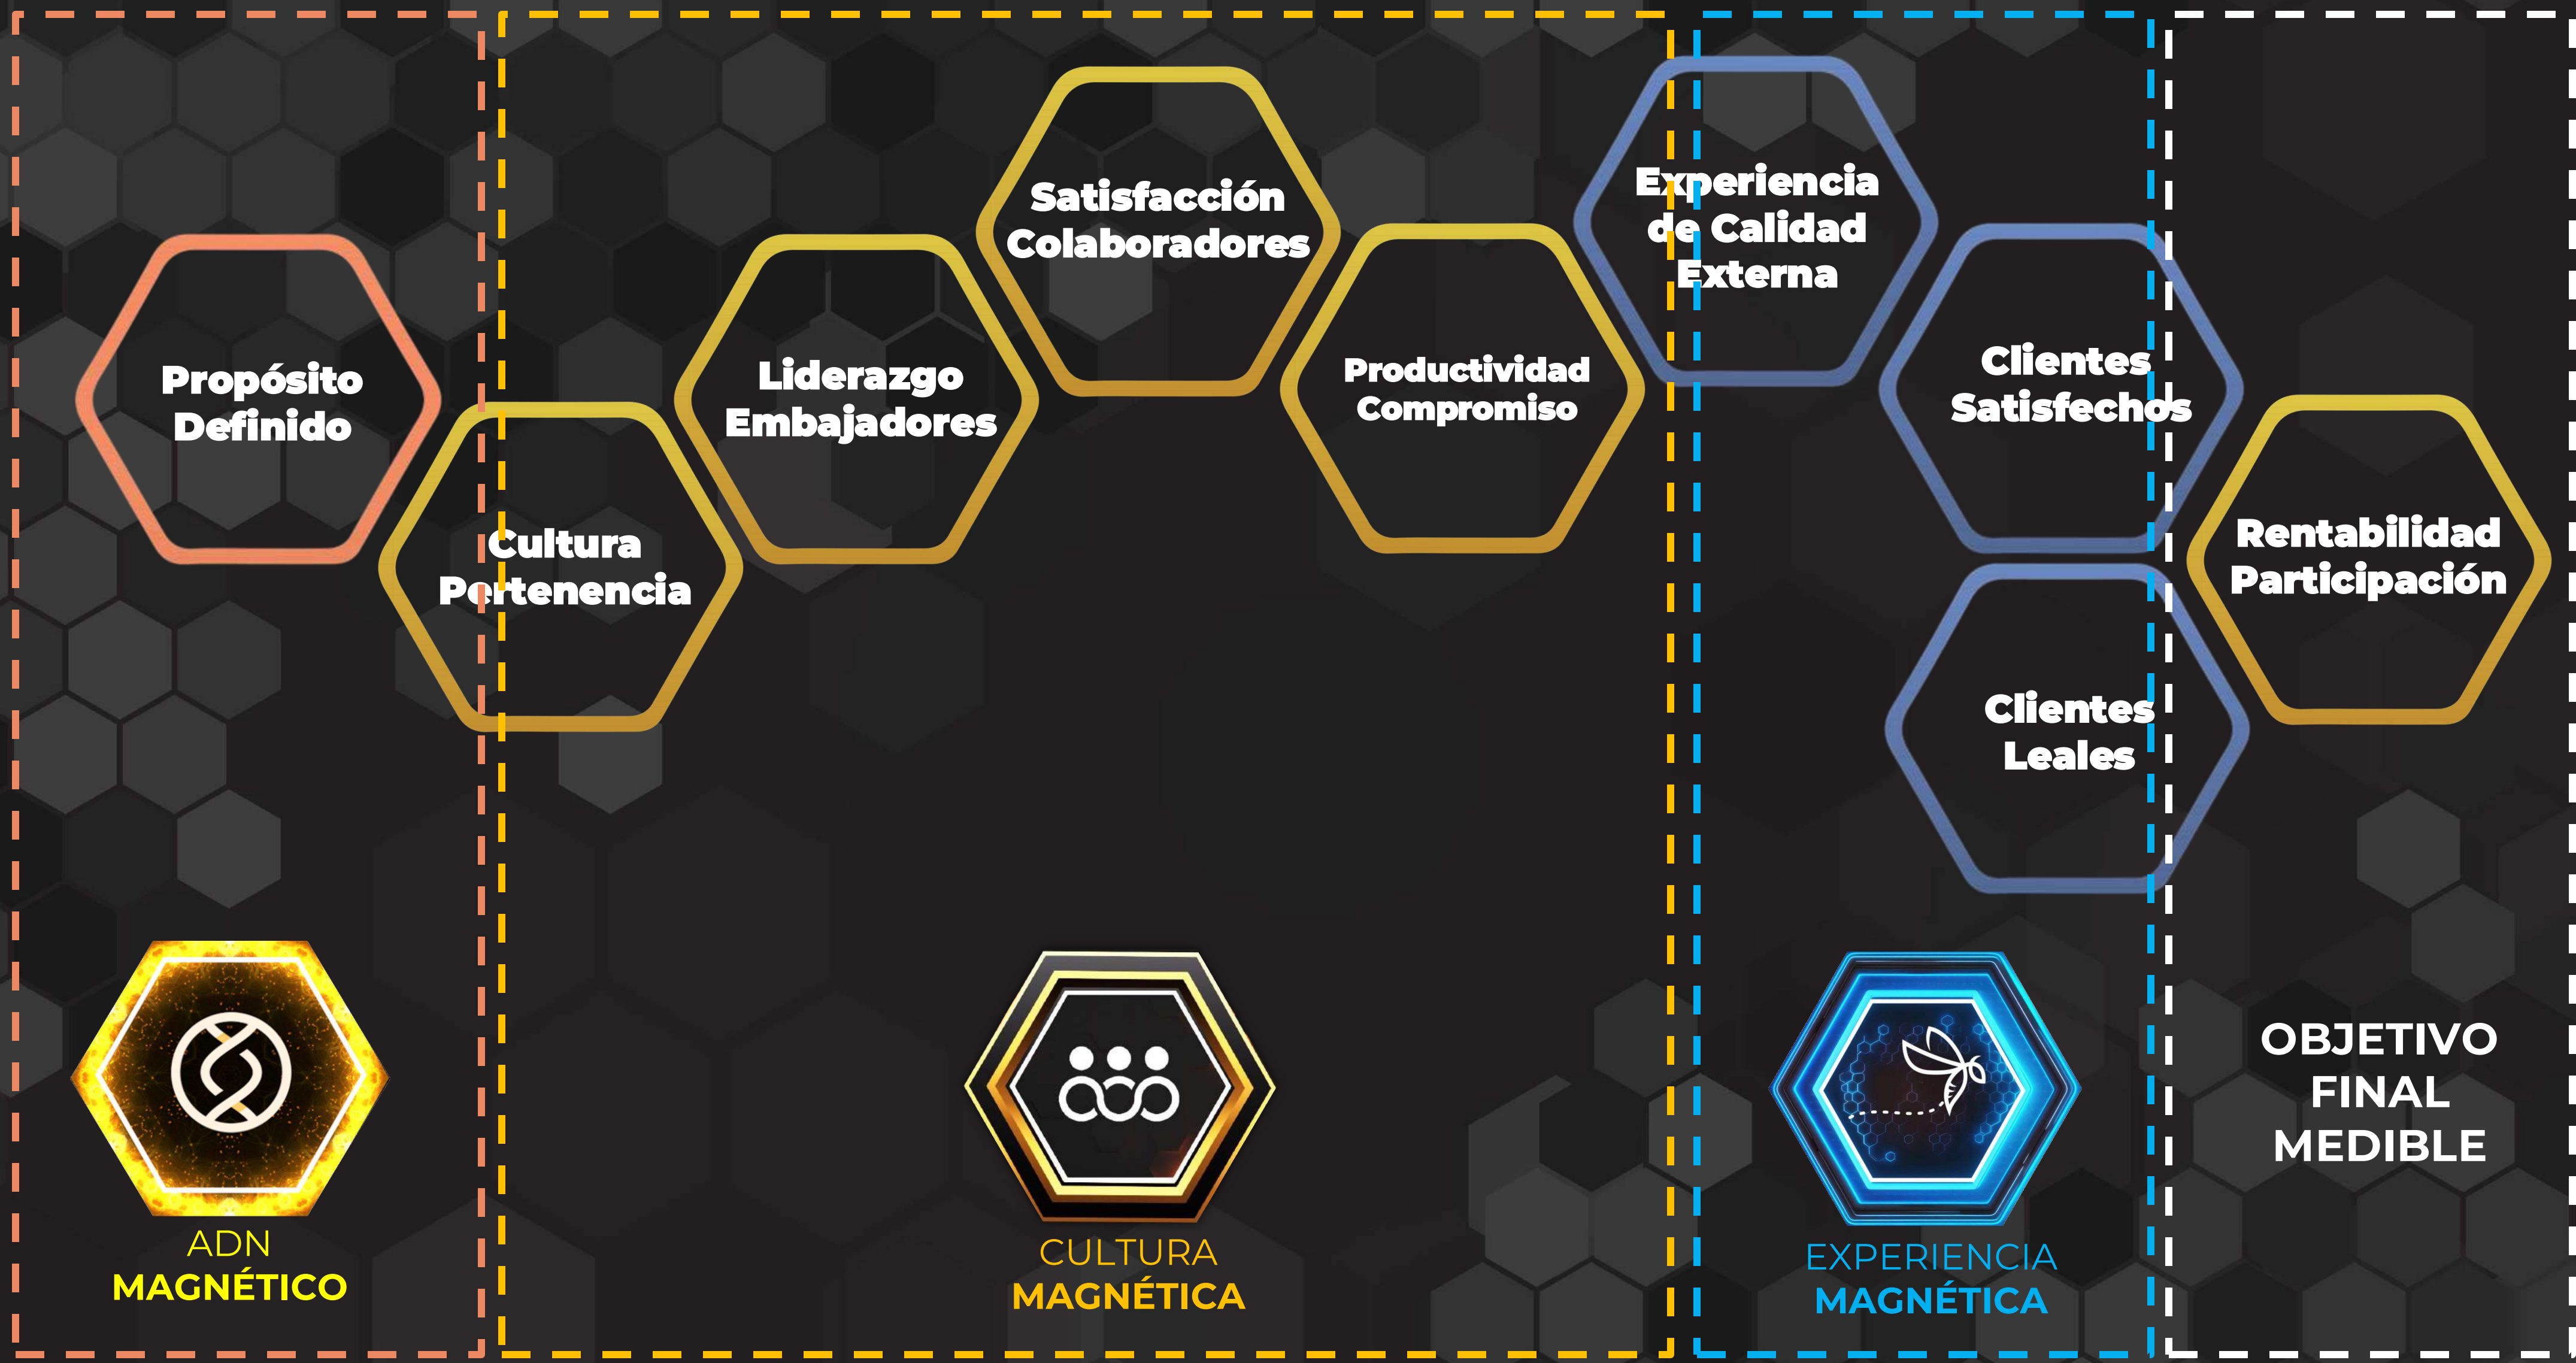 Propósito
Definido
Cultura
Pertenencia
Liderazgo
Embajadores
Satisfacción
Colaboradores
Productividad
Compromiso
Experiencia
de Calidad
Externa
Clientes
Satisfechos
Clientes
Leales
Rentabilidad
Participación
ADN
MAGNÉTICO
CULTURA
MAGNÉTICA
EXPERIENCIA
MAGNÉTICA
OBJETIVO
FINAL
MEDIBLE